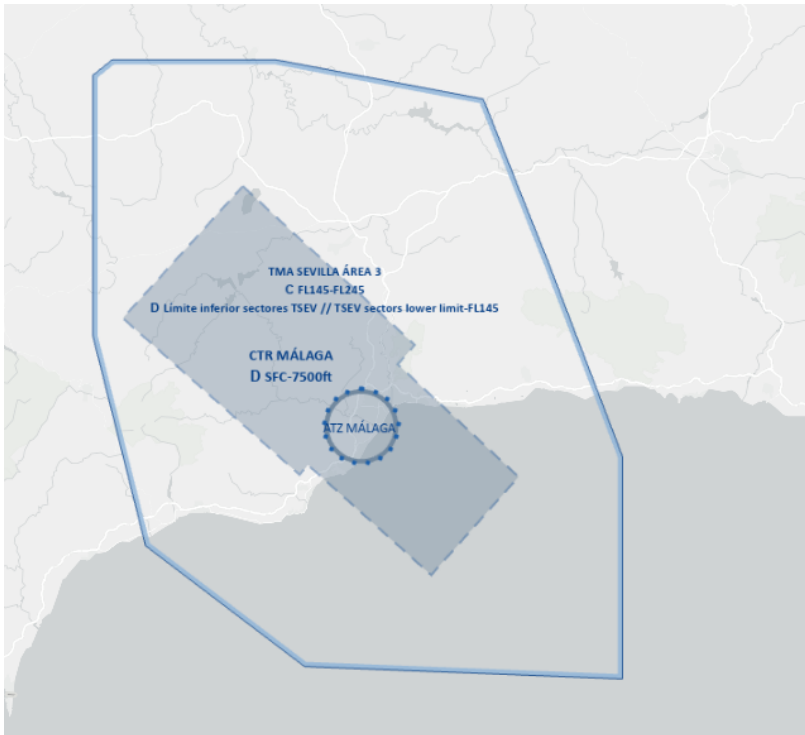 TMA SEVILLA ÁREA 3
C FL145-FL245
D Límite inferior sectores TSEV // TSEV sectors lower limit-FL145
CTR MÁLAGA
D SFC-7500ft
ATZ MÁLAGA